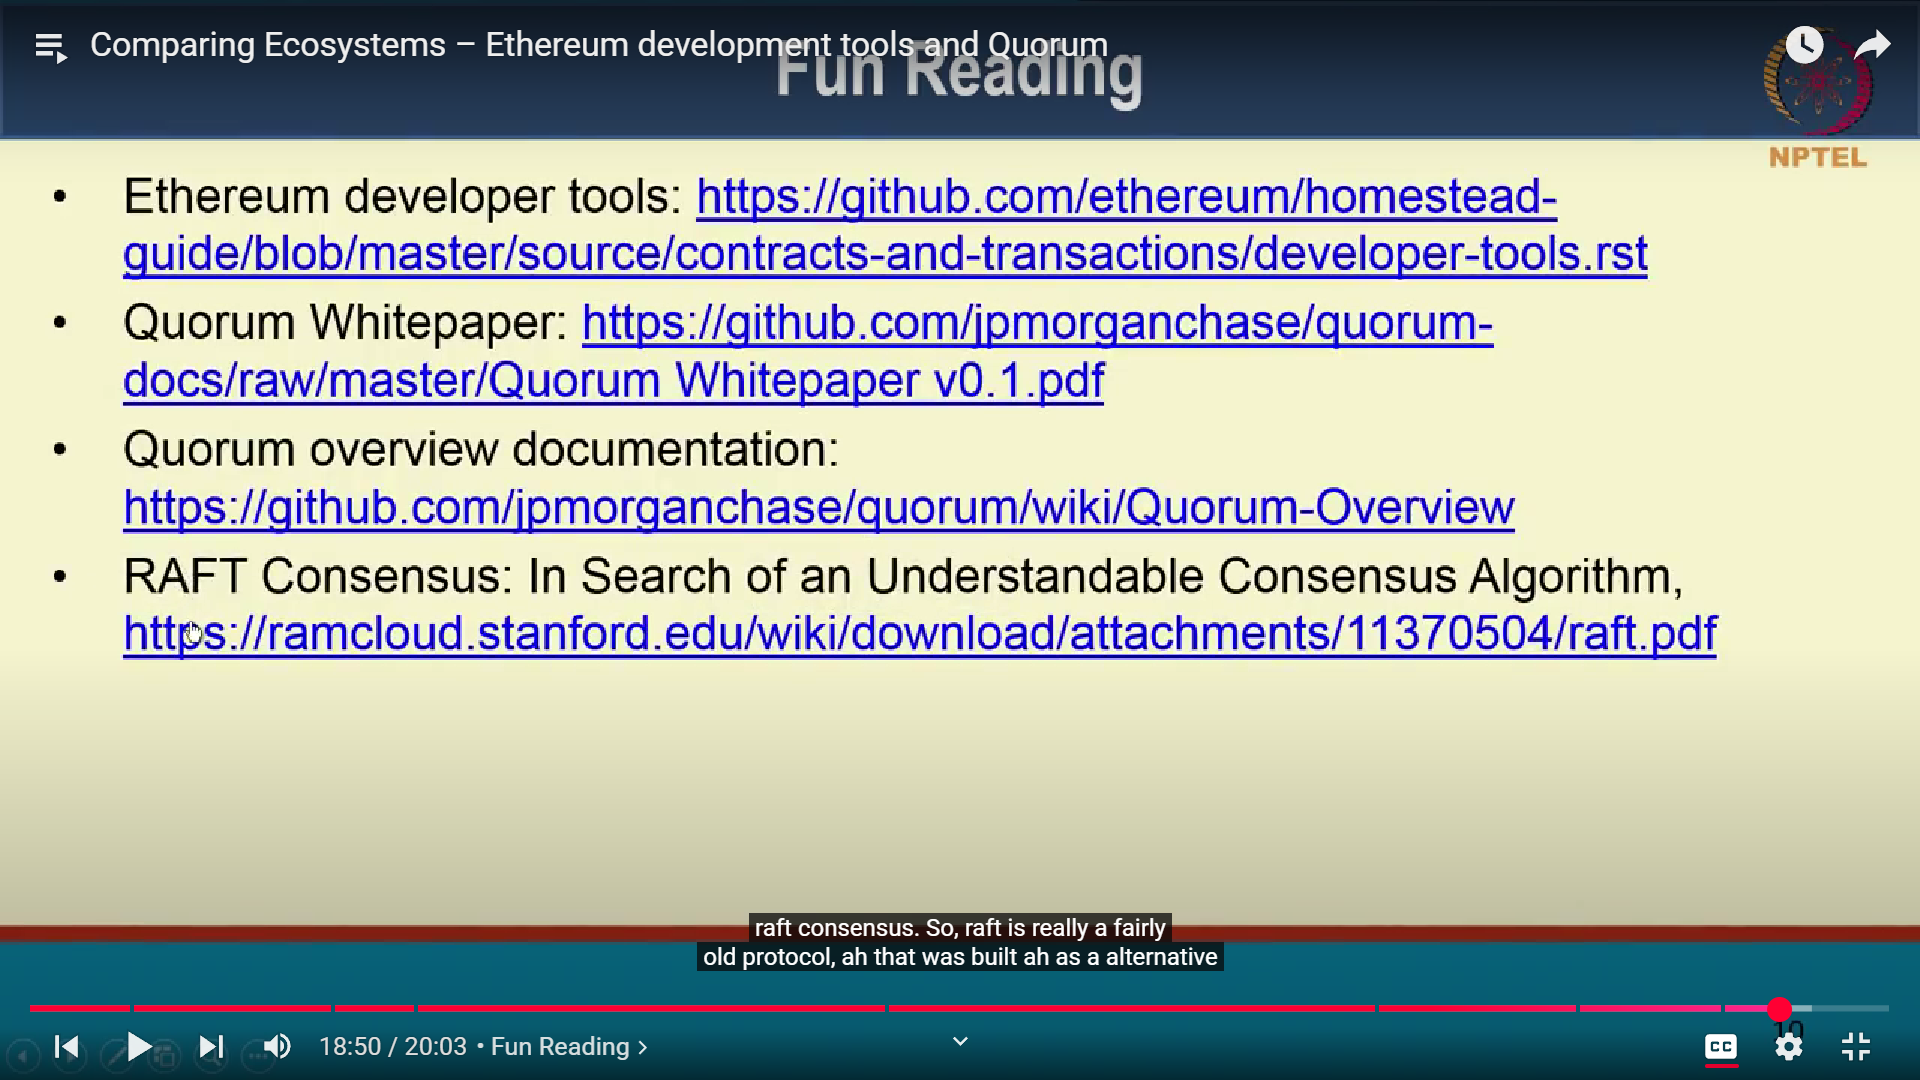 Comparing Ecosystems – Ethereum development tools and Quorum
Fun Reading
NPTEL
• Ethereum developer tools: https://github.com/ethereum/homestead-
guide/blob/master/source/contracts-and-transactions/developer-tools.rst
• Quorum Whitepaper: https://github.com/jpmorganchase/quorum-
docs/raw/master/Quorum Whitepaper v0.1.pdf
• Quorum overview documentation:
https://github.com/jpmorganchase/quorum/wiki/Quorum-Overview
• RAFT Consensus: In Search of an Understandable Consensus Algorithm,
https://ramcloud.stanford.edu/wiki/download/attachments/11370504/raft.pdf
raft consensus. So, raft is really a fairly
old protocol, ah that was built ah as a alternative
10
18:50 / 20:03 • Fun Reading >
CC